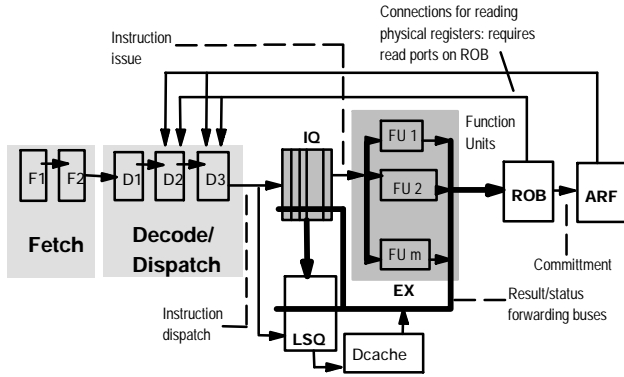 Connections for reading
physical registers: requires
read ports on ROB
Instruction
issue
IQ
FU 1
Function
Units
F1
F2
D1
D2
D3
FU 2
ROB
ARF
Fetch
Decode/
Dispatch
FU m
EX
Committment
Instruction
dispatch
LSQ
Dcache
Result/status
forwarding buses